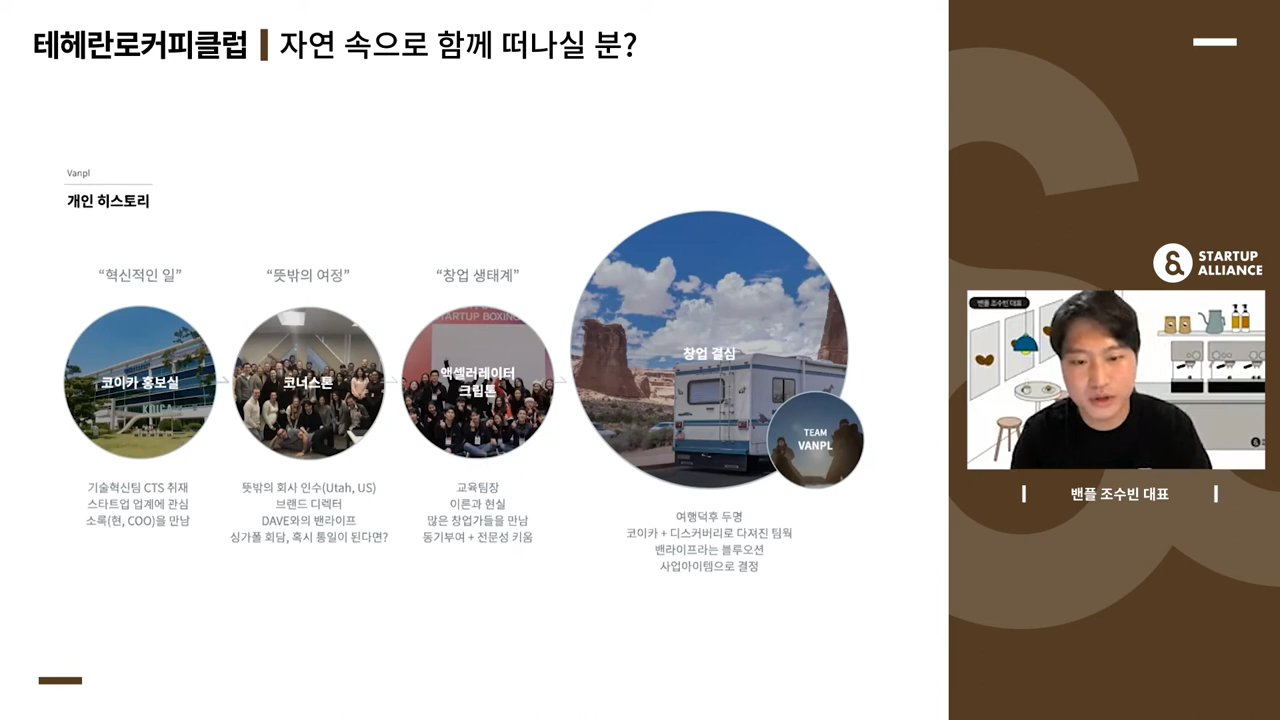 테헤란로커피클럽 | 자연 속으로 함께 떠나실 분?
Vanpl
개인 히스토리
“혁신적인 일”
코이카 홍보실
KOICA
기술혁신팀 CTS 취재
스타트업 업계에 관심
소록(현, COO)을 만남
“뜻밖의 여정”
코너스톤
뜻밖의 회사 인수(Utah, US)
브랜드 디렉터
DAVE와의 밴라이프
싱가폴 회담, 혹시 통일이 된다면?
“창업 생태계”
STARTUP BOXING
액셀러레이터
크립톤
교육팀장
이론과 현실
많은 창업가들을 만남
동기부여 + 전문성 키움
창업 결심
TEAM
VANPL
여행덕후 두명
코이카 + 디스커버리로 다져진 팀웍
밴라이프라는 블루오션
사업아이템으로 결정
STARTUP
ALLIANCE
밴플 조수빈 대표
밴플 조수빈 대표